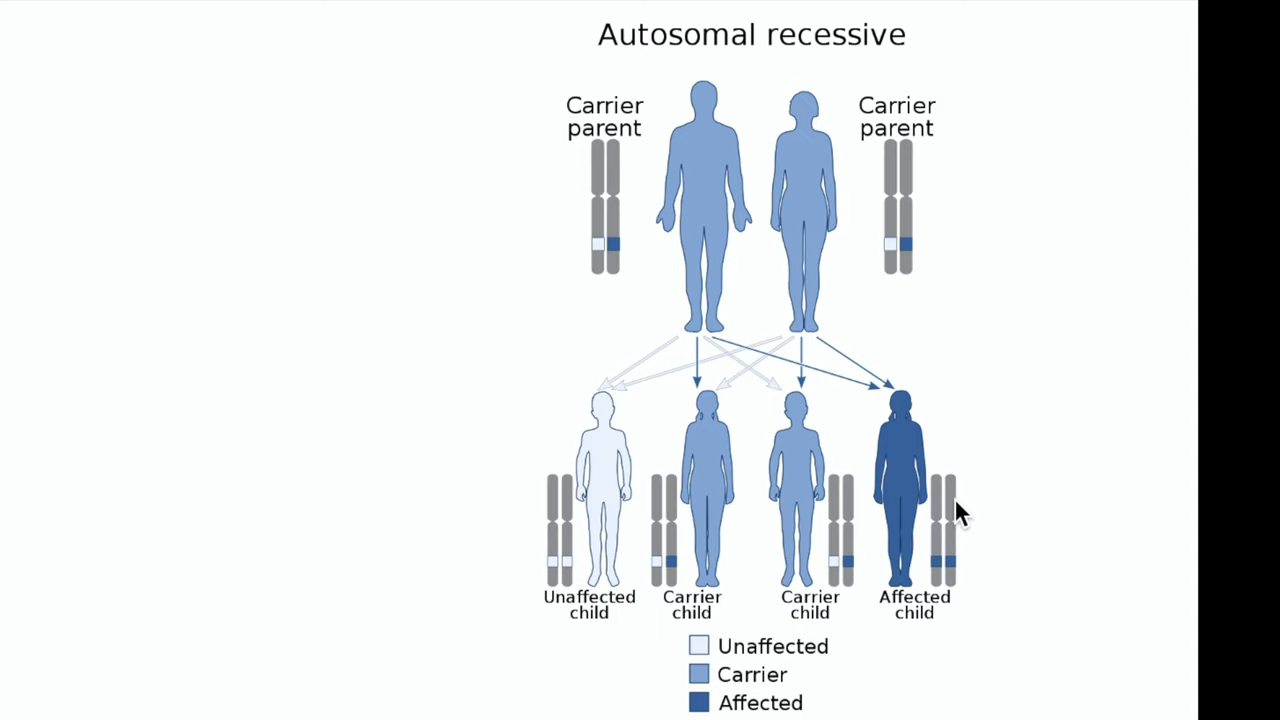 Autosomal recessive
Carrier
parent
Carrier
parent
Unaffected
child
Carrier
child
Carrier
child
Affected
child
Unaffected
Carrier
Affected